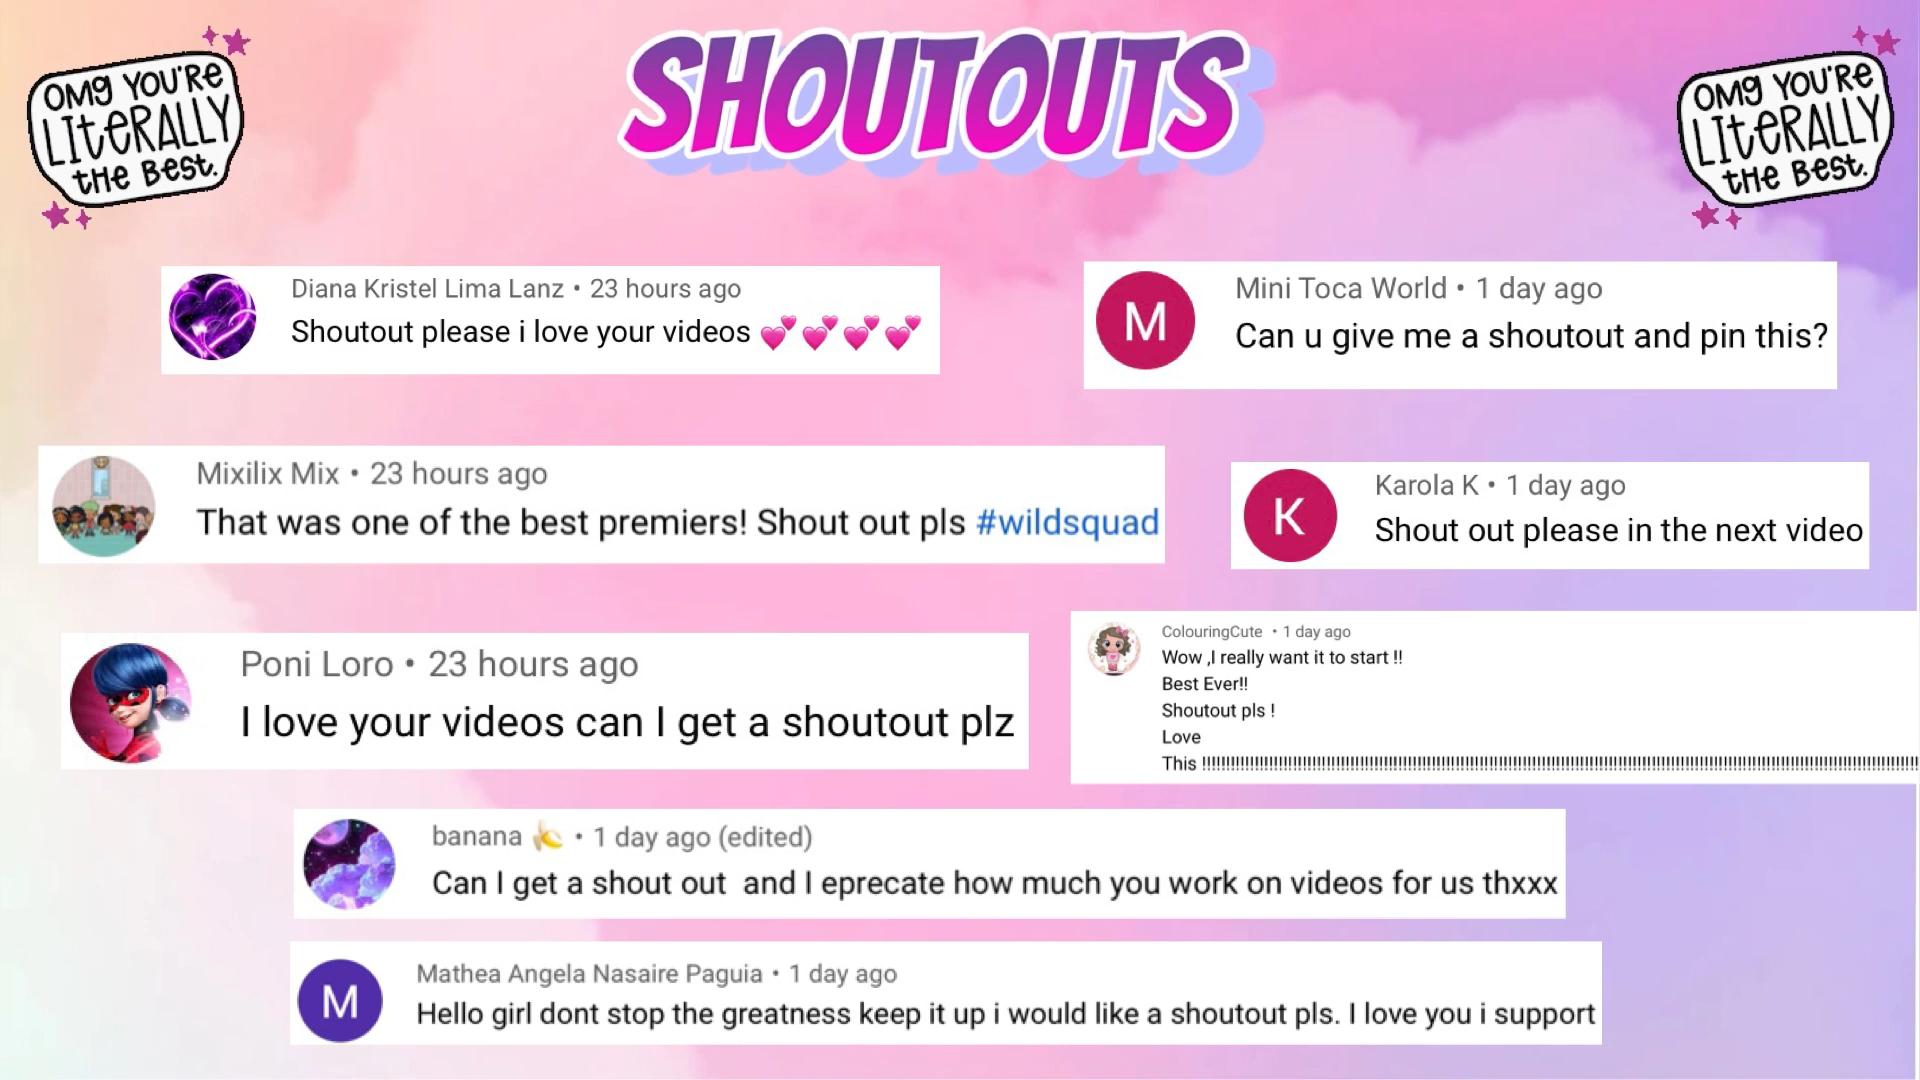 SHOUTOUTS
OMG YOU'RE
LITERALLY
THE BEST.
OMG YOU'RE
LITERALLY
THE BEST.
Diana Kristel Lima Lanz • 23 hours ago
Shoutout please i love your videos 💕💕💕💕
M
Mini Toca World • 1 day ago
Can u give me a shoutout and pin this?
Mixilix Mix • 23 hours ago
That was one of the best premiers! Shout out pls #wildsquad
K
Karola K • 1 day ago
Shout out please in the next video
Poni Loro • 23 hours ago
I love your videos can I get a shoutout plz
ColouringCute • 1 day ago
Wow ,I really want it to start !!
Best Ever!!
Shoutout pls !
Love
This !!!!!!!!!!!!!!!!!!!!!!!!!!!!!!!!!!!!!!!!!!!!!!!!!!!!!!!!!!!!!!!!!!!!!!!!!!!!!!!!!!!!!!!!!!!!!!!!!!!!!!!!!!!!!!!!!!!!!!!!!!!!!!!!!!!!!!!!!!!!!!!!
banana 🍌 • 1 day ago (edited)
Can I get a shout out  and I eprecate how much you work on videos for us thxxx
M
Mathea Angela Nasaire Paguia • 1 day ago
Hello girl dont stop the greatness keep it up i would like a shoutout pls. I love you i support